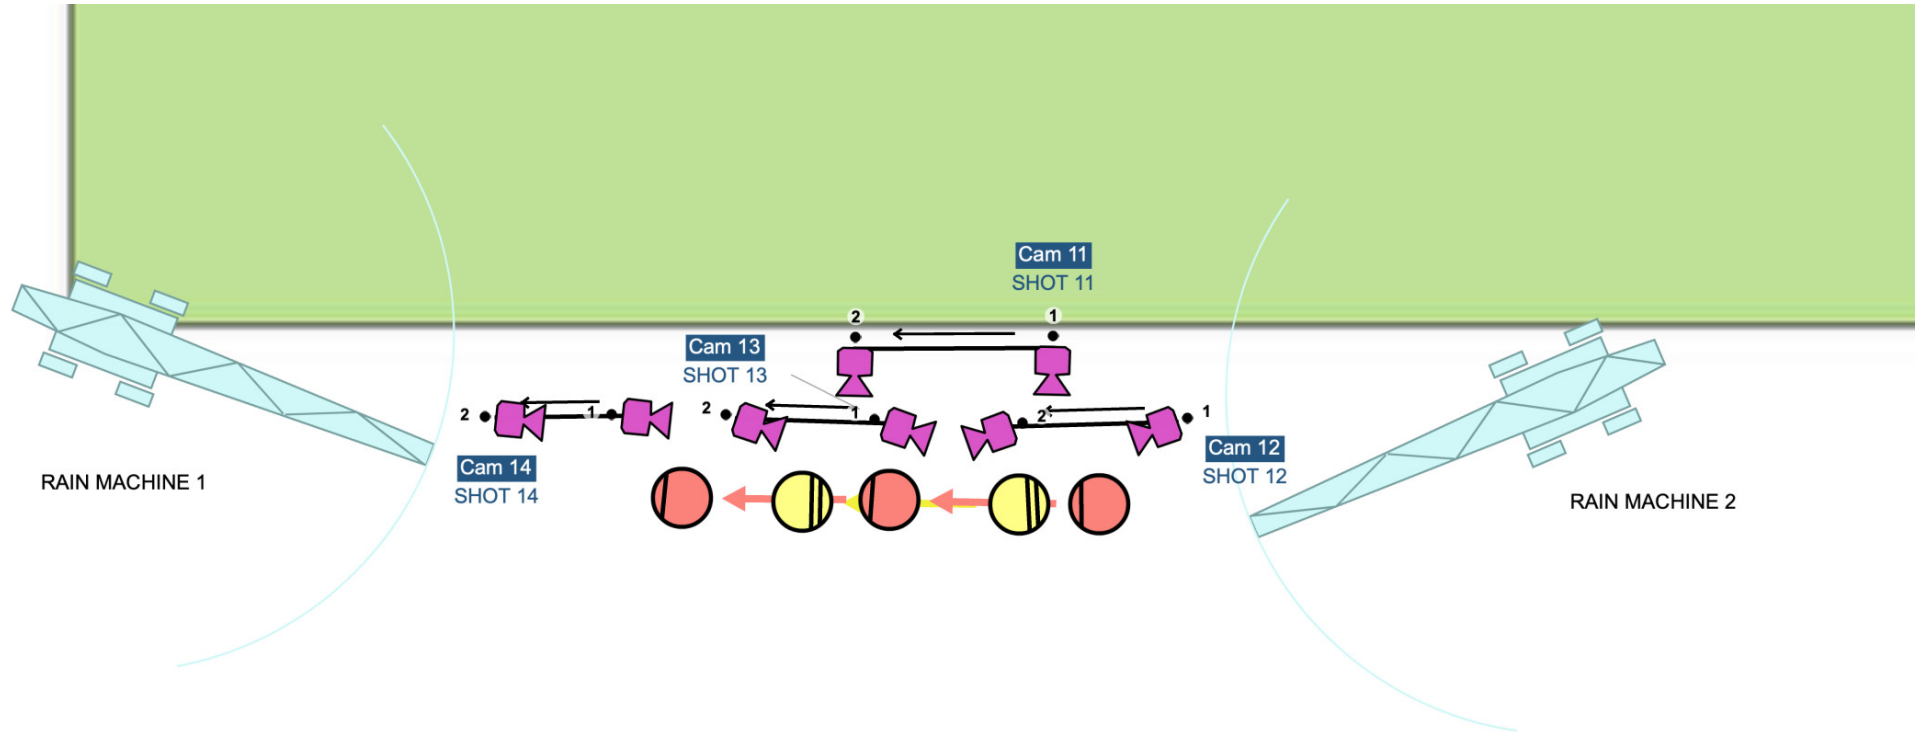 Cam 11
SHOT 11
2
1
Cam 13
SHOT 13
2
1
2
1
2
1
Cam 12
SHOT 12
Cam 14
SHOT 14
RAIN MACHINE 1
RAIN MACHINE 2